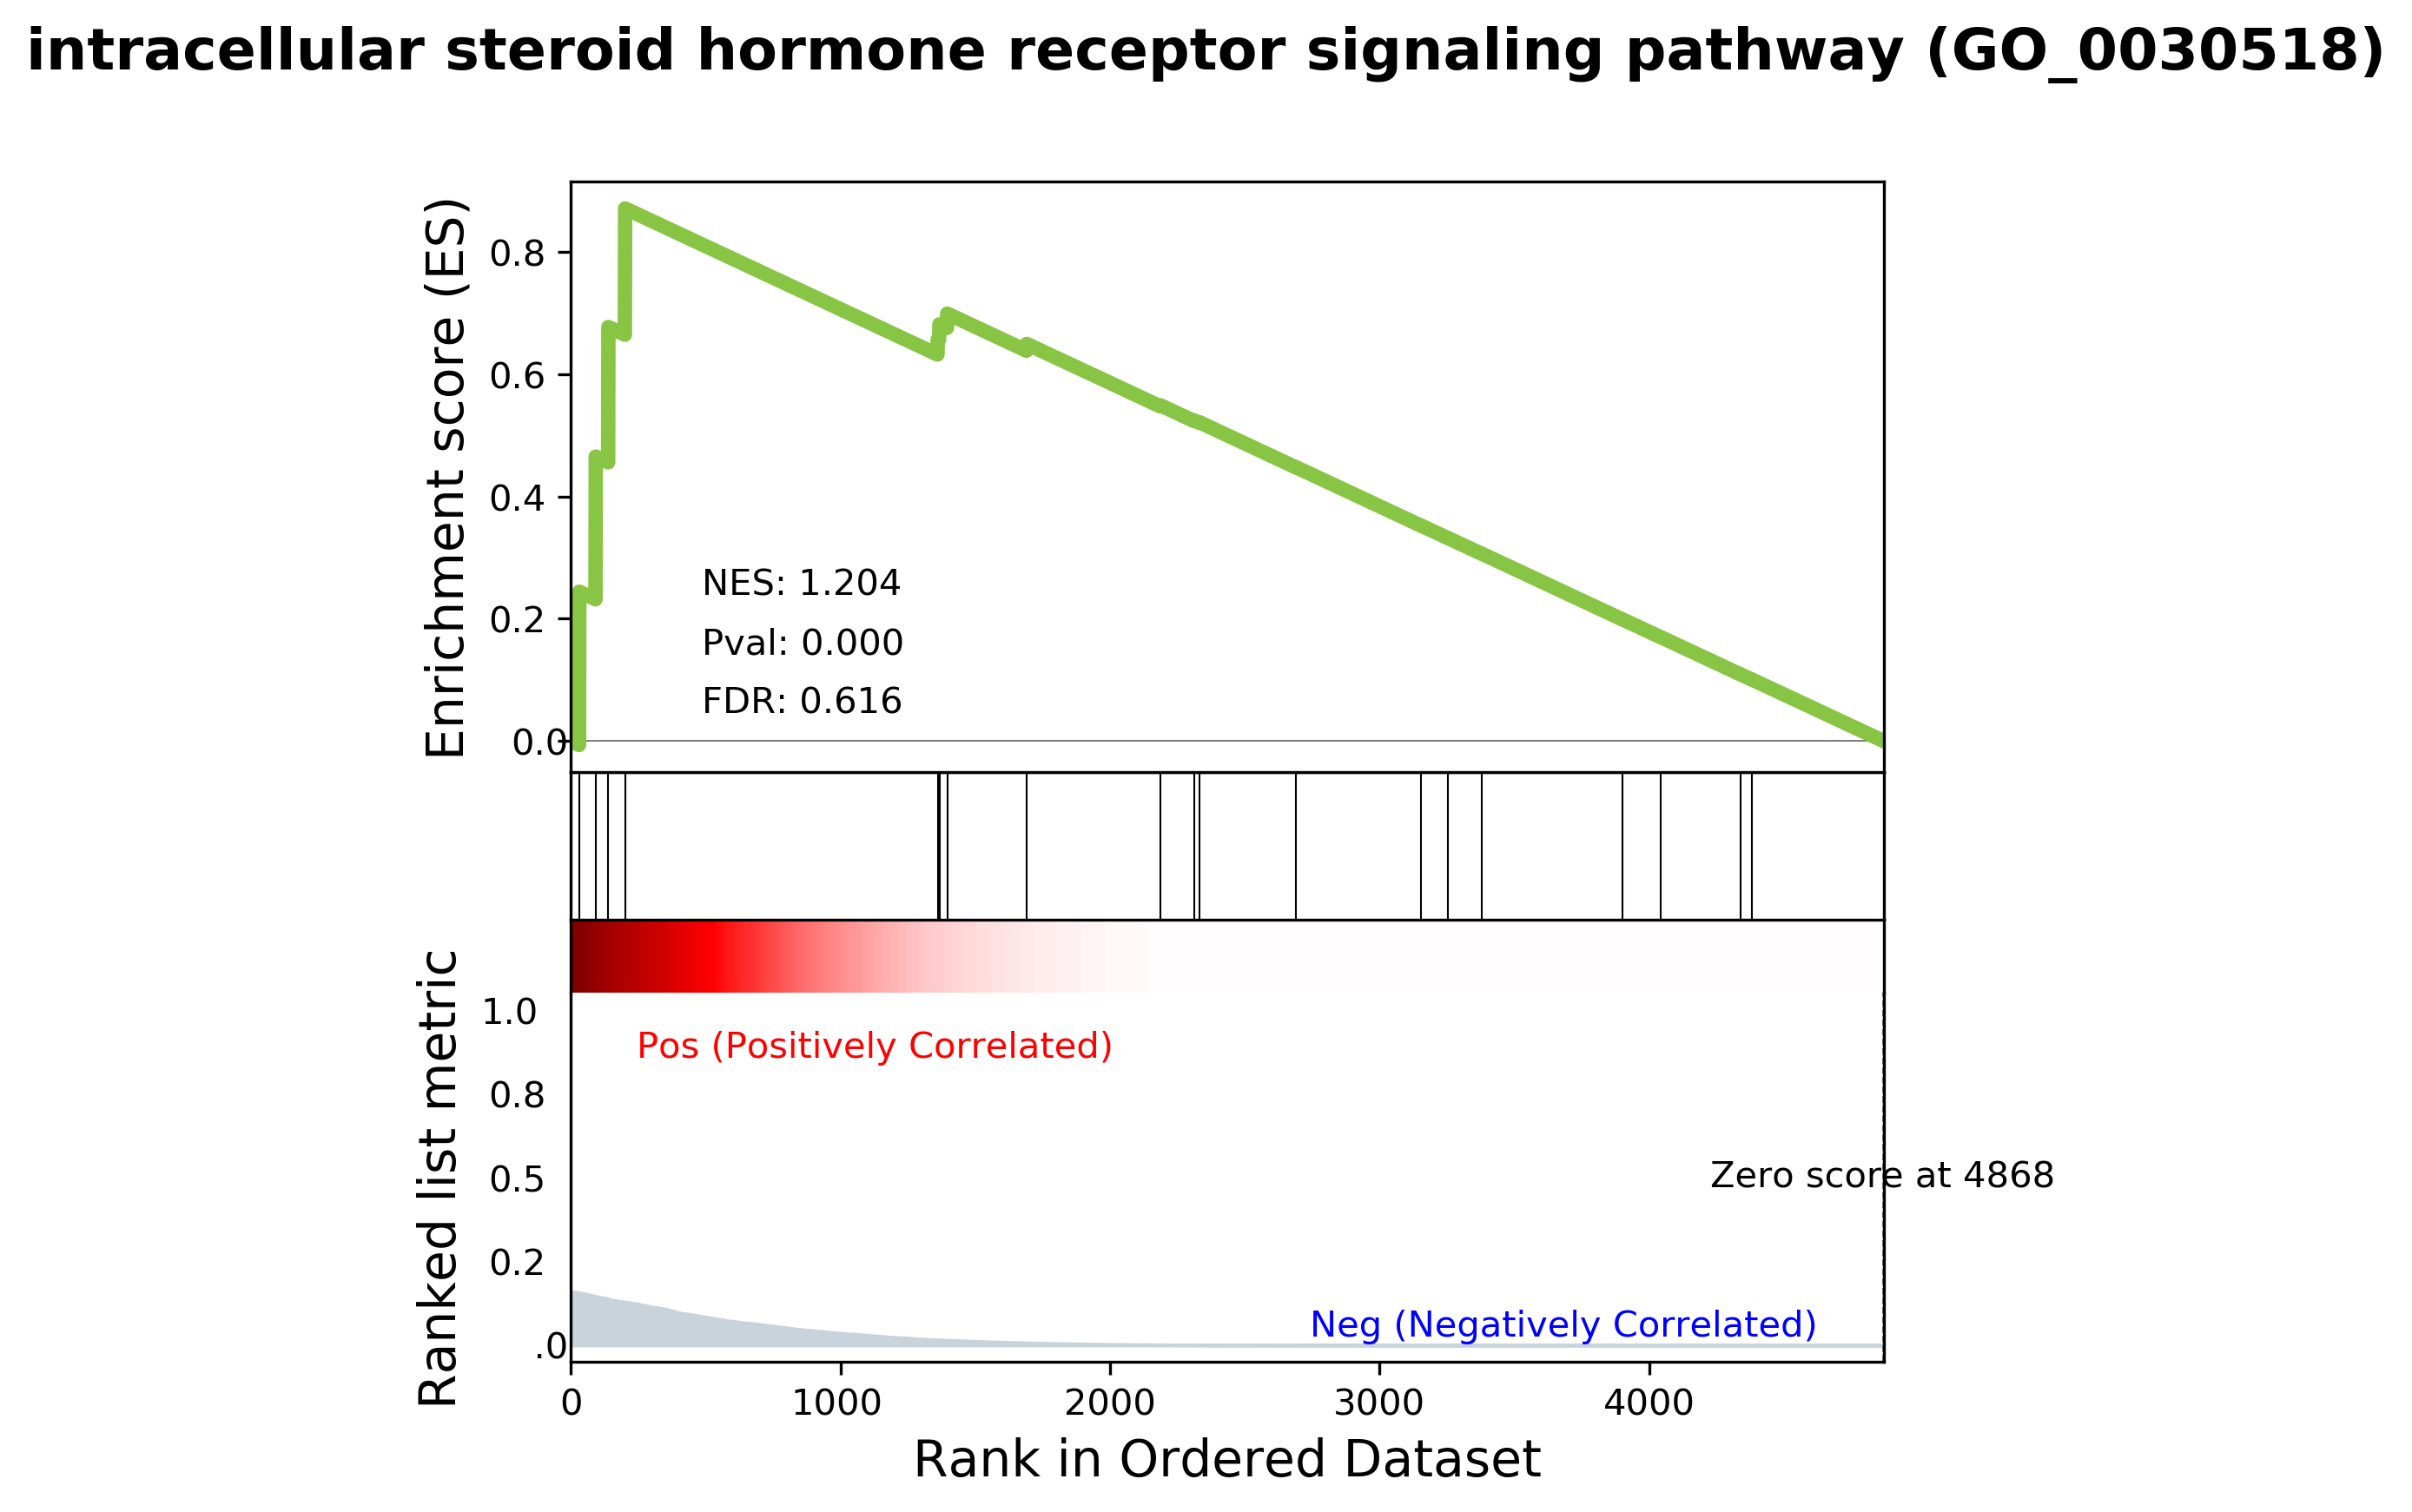 intracellular steroid hormone receptor signaling pathway (GO_0030518)
Enrichment score (ES)
0.8
0.6
0.4
0.2
0.0
NES: 1.204
Pval: 0.000
FDR: 0.616
Ranked list metric
1.0
0.8
0.5
0.2
.0
Pos (Positively Correlated)
Zero score at 4868
Neg (Negatively Correlated)
0 1000 2000 3000 4000
Rank in Ordered Dataset